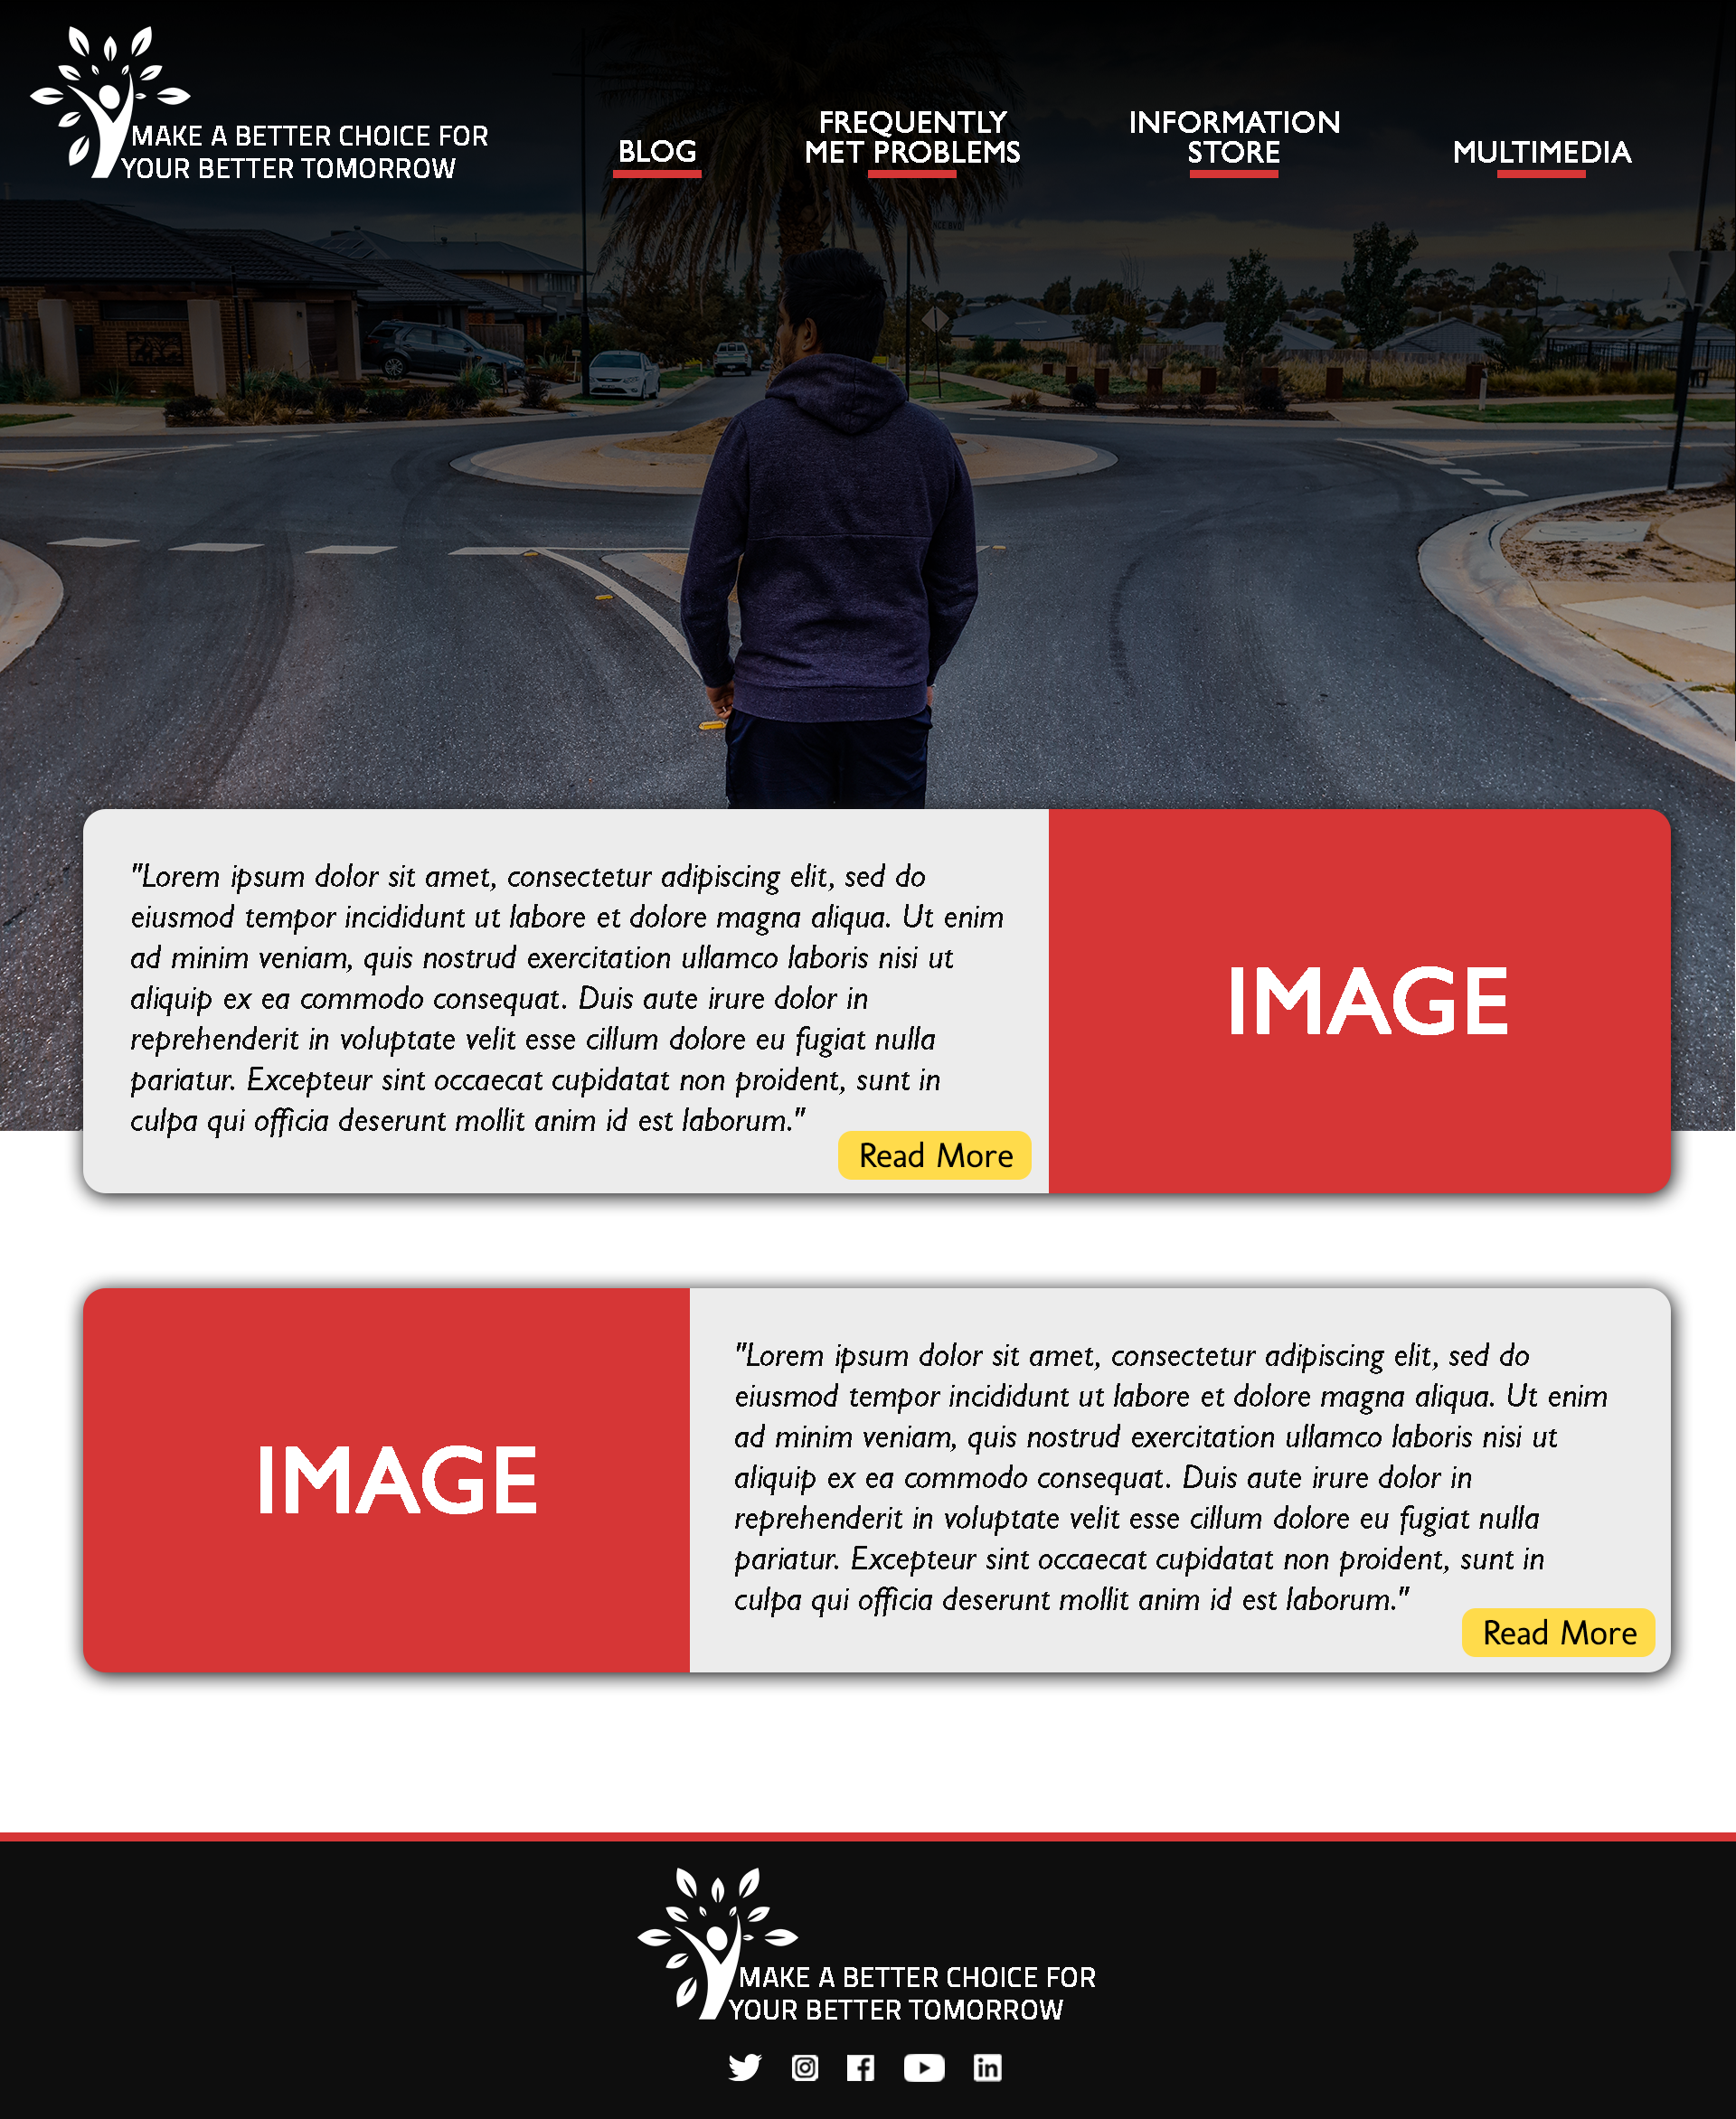 MAKE A BETTER CHOICE FOR
YOUR BETTER TOMORROW
BLOG
FREQUENTLY
MET PROBLEMS
INFORMATION
STORE
MULTIMEDIA
"Lorem ipsum dolor sit amet, consectetur adipiscing elit, sed do
eiusmod tempor incididunt ut labore et dolore magna aliqua. Ut enim
ad minim veniam, quis nostrud exercitation ullamco laboris nisi ut
aliquip ex ea commodo consequat. Duis aute irure dolor in
reprehenderit in voluptate velit esse cillum dolore eu fugiat nulla
pariatur. Excepteur sint occaecat cupidatat non proident, sunt in
culpa qui officia deserunt mollit anim id est laborum."
Read More
IMAGE
IMAGE
"Lorem ipsum dolor sit amet, consectetur adipiscing elit, sed do
eiusmod tempor incididunt ut labore et dolore magna aliqua. Ut enim
ad minim veniam, quis nostrud exercitation ullamco laboris nisi ut
aliquip ex ea commodo consequat. Duis aute irure dolor in
reprehenderit in voluptate velit esse cillum dolore eu fugiat nulla
pariatur. Excepteur sint occaecat cupidatat non proident, sunt in
culpa qui officia deserunt mollit anim id est laborum."
Read More
MAKE A BETTER CHOICE FOR
YOUR BETTER TOMORROW
in